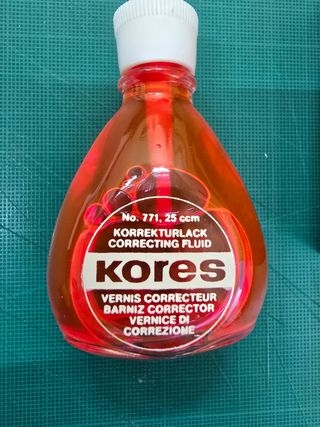 No. 771, 25 ccm
KORREKTURLACK
CORRECTING FLUID
Kores
VERNIS CORRECTEUR
BARNIZ CORRECTOR
VERNICE DI
CORREZIONE